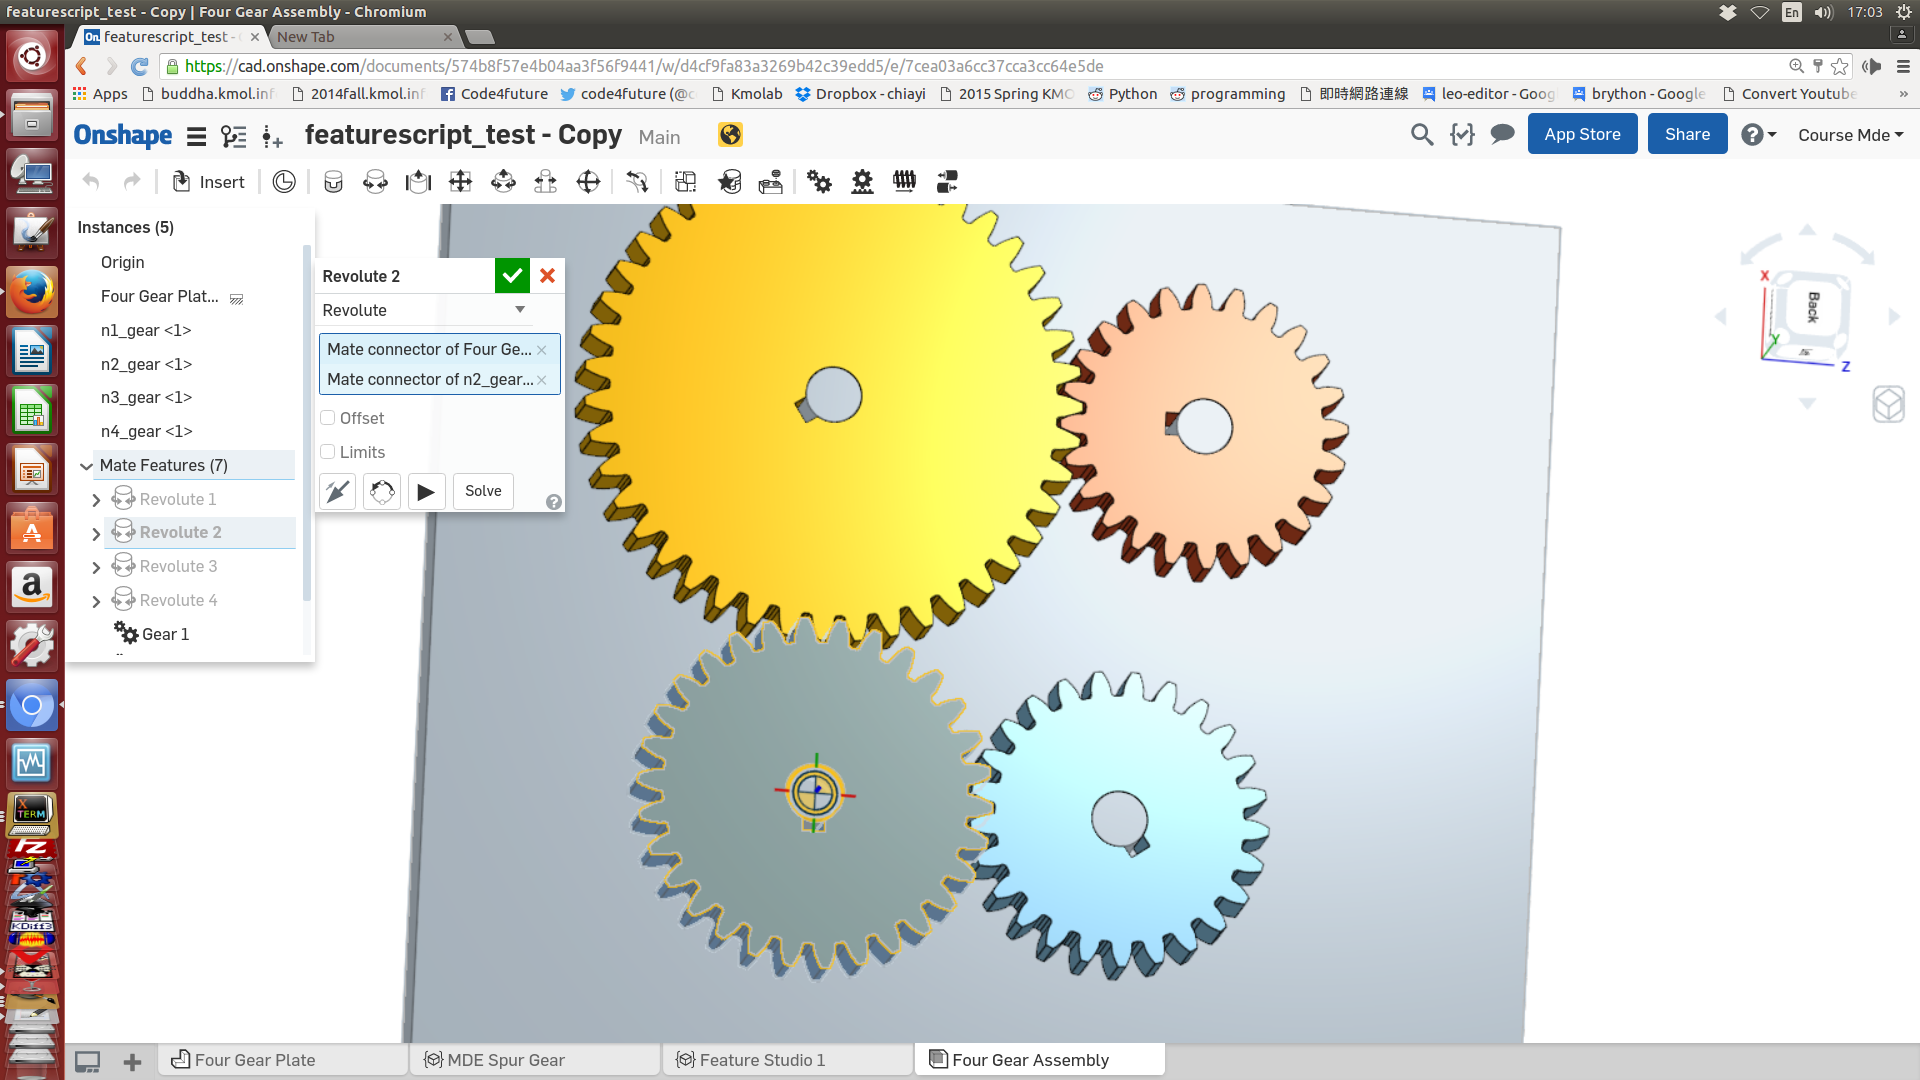 featurescript_test - Copy | Four Gear Assembly - Chromium
En
17:03
On featurescript_test -
New Tab
https://cad.onshape.com/documents/574b8f57e4b04aa3f56f9441/w/d4cf9fa83a3269b42c39edd5/e/7cea03a6cc37cca3cc64e5de
Apps
buddha.kmol.inf
2014fall.kmol.inf
Code4future
code4future (@c
Kmolab
Dropbox - chiayi
2015 Spring KMO
Python
programming
即時網路連線
leo-editor - Goog
brython - Google
Convert Youtube
»
Onshape
featurescript_test - Copy
Main
App Store
Share
Course Mde
Insert
Instances (5)
Origin
Four Gear Plat...
n1_gear <1>
n2_gear <1>
n3_gear <1>
n4_gear <1>
Mate Features (7)
Revolute 1
Revolute 2
Revolute 3
Revolute 4
Gear 1
Revolute 2
Revolute
Mate connector of Four Ge...
Mate connector of n2_gear...
Offset
Limits
Solve
X
Back
Y
Z
X
TERM
FZ
KDiff3
Four Gear Plate
MDE Spur Gear
Feature Studio 1
Four Gear Assembly